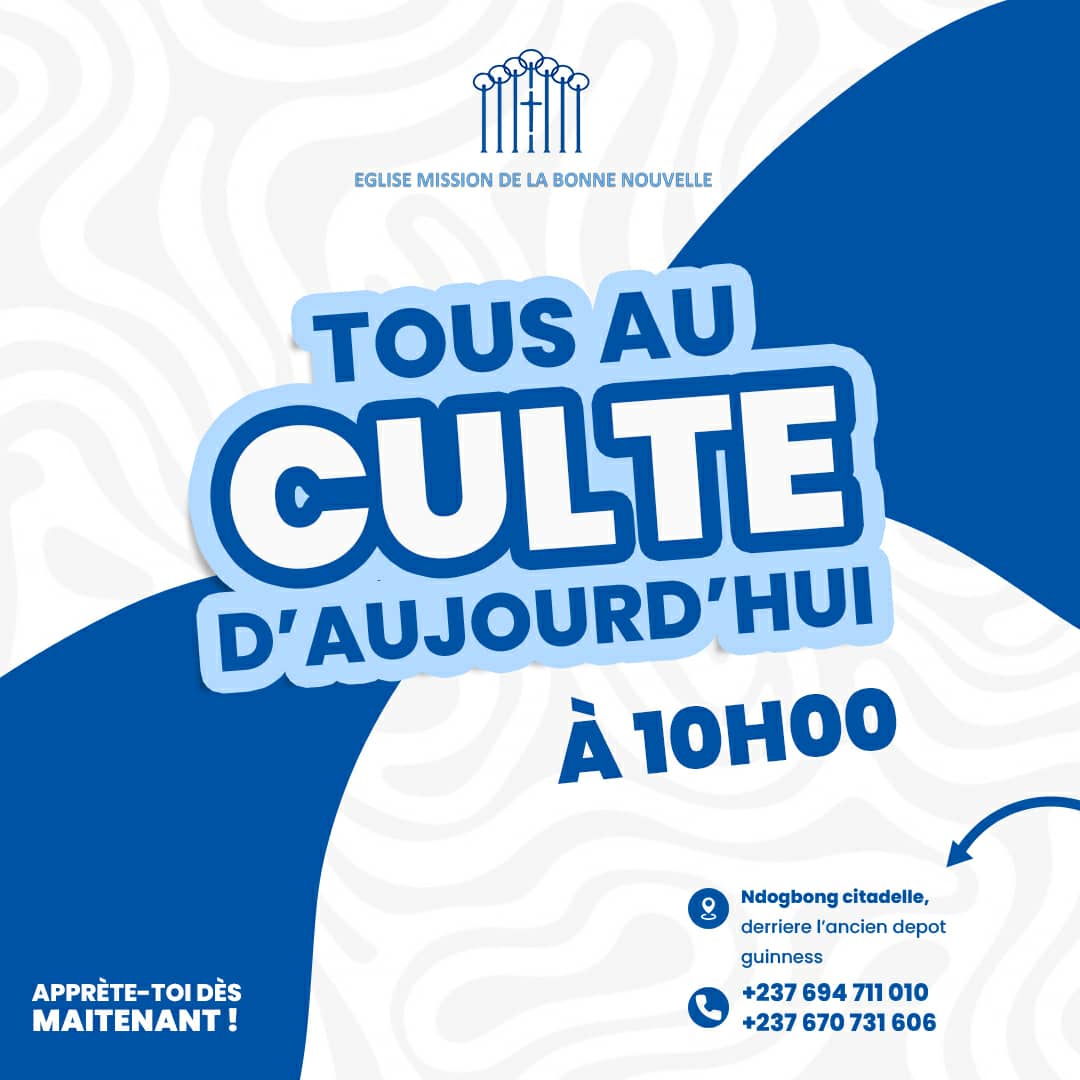 EGLISE MISSION DE LA BONNE NOUVELLE
TOUS AU
CULTE
D'AUJOURD'HUI
À 10H00
Ndogbong citadelle,
derriere l'ancien depot
guinness
+237 694 711 010
+237 670 731 606
APPRÈTE-TOI DÈS
MAITENANT !